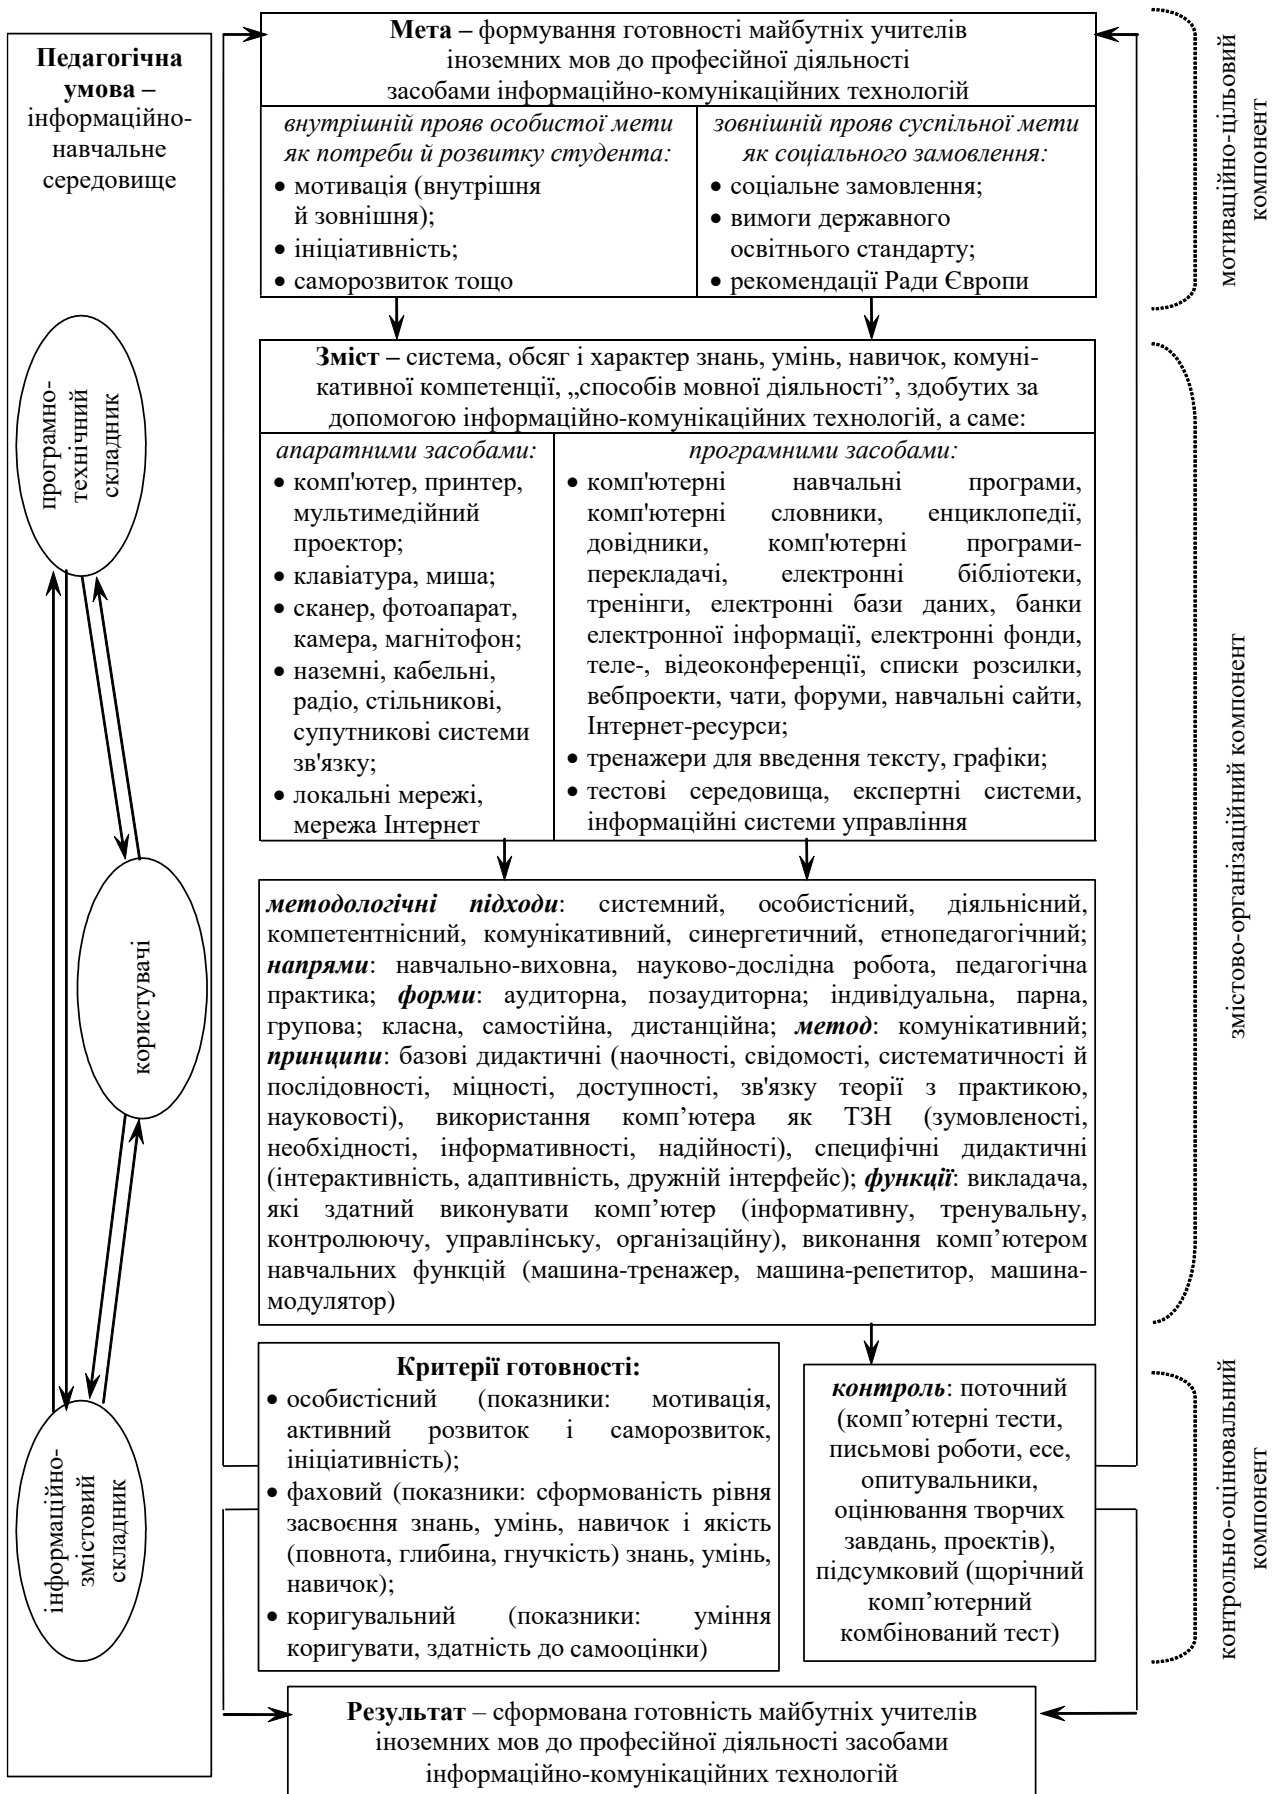 Педагогічна
умова –
інформаційно-
навчальне
середовище
програмно-
технічний
складник
користувачі
інформаційно-
змістовий
складник
Мета – формування готовності майбутніх учителів
іноземних мов до професійної діяльності
засобами інформаційно-комунікаційних технологій
внутрішній прояв особистої мети
як потреби й розвитку студента:
• мотивація (внутрішня
й зовнішня);
• ініціативність;
• саморозвиток тощо
зовнішній прояв суспільної мети
як соціального замовлення:
• соціальне замовлення;
• вимоги державного
освітнього стандарту;
• рекомендації Ради Європи
мотиваційно-цільовий
компонент
Зміст – система, обсяг і характер знань, умінь, навичок, комуні-
кативної компетенції, „способів мовної діяльності”, здобутих за
допомогою інформаційно-комунікаційних технологій, а саме:
апаратними засобами:
• комп'ютер, принтер,
мультимедійний
проектор;
• клавіатура, миша;
• сканер, фотоапарат,
камера, магнітофон;
• наземні, кабельні,
радіо, стільникові,
супутникові системи
зв'язку;
• локальні мережі,
мережа Інтернет
програмними засобами:
• комп'ютерні навчальні програми,
комп'ютерні словники, енциклопедії,
довідники, комп'ютерні програми-
перекладачі, електронні бібліотеки,
тренінги, електронні бази даних, банки
електронної інформації, електронні фонди,
теле-, відеоконференції, списки розсилки,
вебпроекти, чати, форуми, навчальні сайти,
Інтернет-ресурси;
• тренажери для введення тексту, графіки;
• тестові середовища, експертні системи,
інформаційні системи управління
методологічні підходи: системний, особистісний, діяльнісний,
компетентнісний, комунікативний, синергетичний, етнопедагогічний;
напрями: навчально-виховна, науково-дослідна робота, педагогічна
практика; форми: аудиторна, позаудиторна; індивідуальна, парна,
групова; класна, самостійна, дистанційна; метод: комунікативний;
принципи: базові дидактичні (наочності, свідомості, систематичності й
послідовності, міцності, доступності, зв'язку теорії з практикою,
науковості), використання комп’ютера як ТЗН (зумовленості,
необхідності, інформативності, надійності), специфічні дидактичні
(інтерактивність, адаптивність, дружній інтерфейс); функції: викладача,
які здатний виконувати комп’ютер (інформативну, тренувальну,
контролюючу, управлінську, організаційну), виконання комп’ютером
навчальних функцій (машина-тренажер, машина-репетитор, машина-
модулятор)
змістово-організаційний компонент
Критерії готовності:
• особистісний (показники: мотивація,
активний розвиток і саморозвиток,
ініціативність);
• фаховий (показники: сформованість рівня
засвоєння знань, умінь, навичок і якість
(повнота, глибина, гнучкість) знань, умінь,
навичок);
• коригувальний (показники: уміння
коригувати, здатність до самооцінки)
контроль: поточний
(комп’ютерні тести,
письмові роботи, есе,
опитувальники,
оцінювання творчих
завдань, проектів),
підсумковий (щорічний
комп’ютерний
комбінований тест)
контрольно-оцінювальний
компонент
Результат – сформована готовність майбутніх учителів
іноземних мов до професійної діяльності засобами
інформаційно-комунікаційних технологій